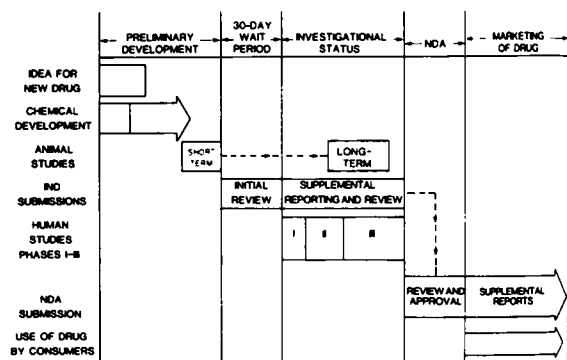 PRELIMINARY
DEVELOPMENT
30-DAY
WAIT
PERIOD
INVESTIGATIONAL
STATUS
NDA
MARKETING
OF DRUG
IDEA FOR
NEW DRUG
CHEMICAL
DEVELOPMENT
ANIMAL
STUDIES
SHORT
TERM
LONG-
TERM
IND
SUBMISSIONS
INITIAL
REVIEW
SUPPLEMENTAL
REPORTING AND REVIEW
HUMAN
STUDIES
PHASES I-III
I
II
III
NDA
SUBMISSION
REVIEW AND
APPROVAL
SUPPLEMENTAL
REPORTS
USE OF DRUG
BY CONSUMERS